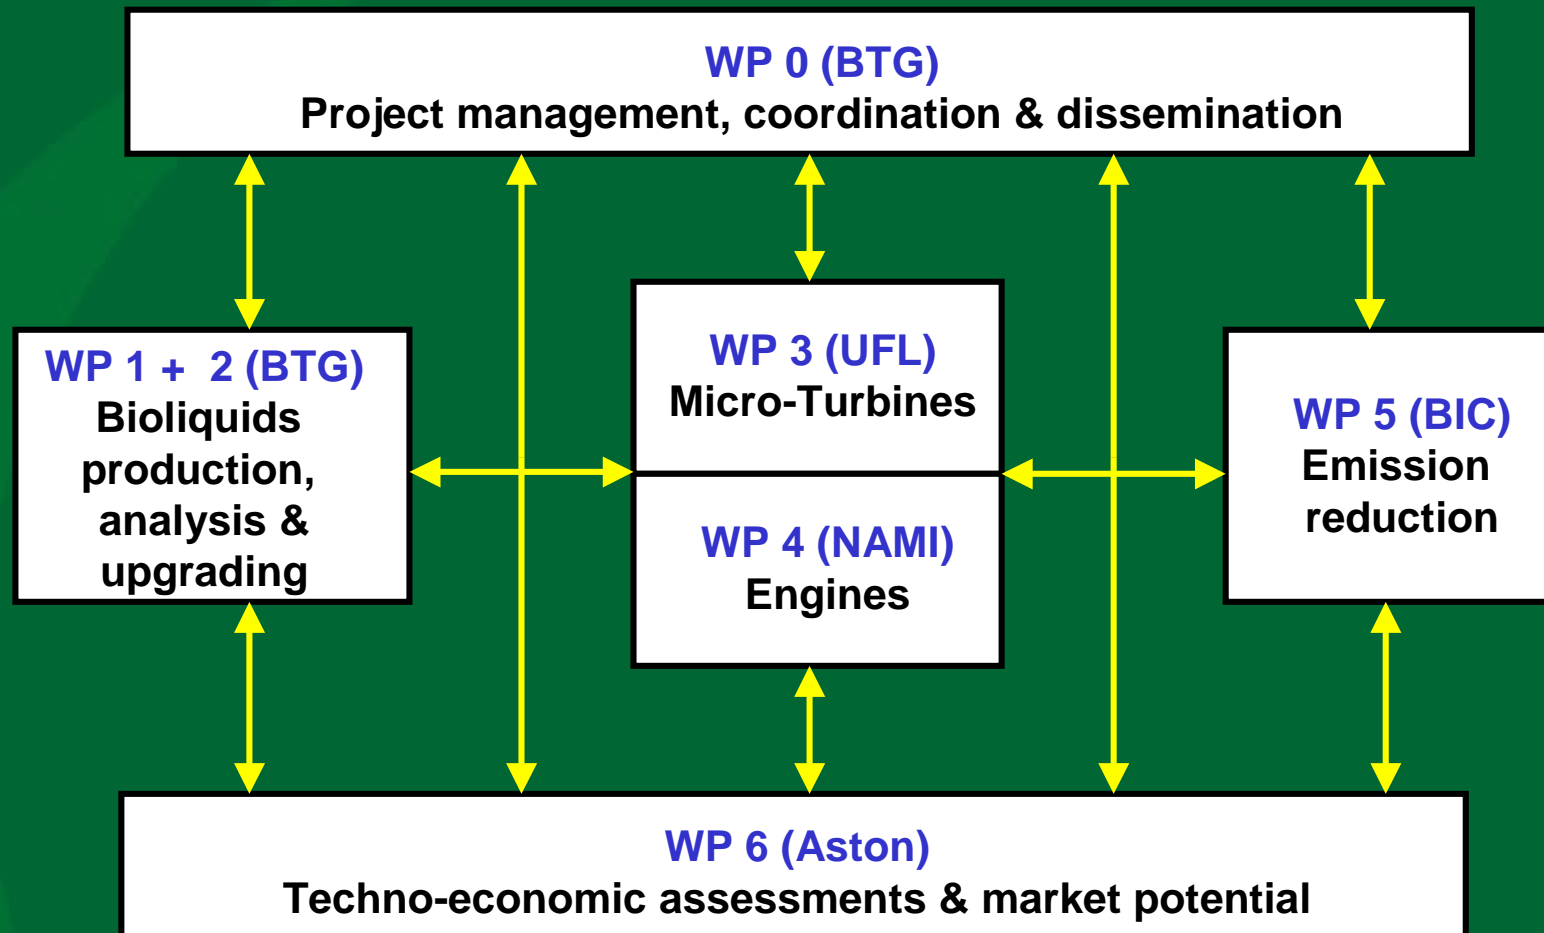 WP 0 (BTG)
Project management, coordination & dissemination
WP 1 + 2 (BTG)
Bioliquids
production,
analysis &
upgrading
WP 3 (UFL)
Micro-Turbines
WP 4 (NAMI)
Engines
WP 5 (BIC)
Emission
reduction
WP 6 (Aston)
Techno-economic assessments & market potential